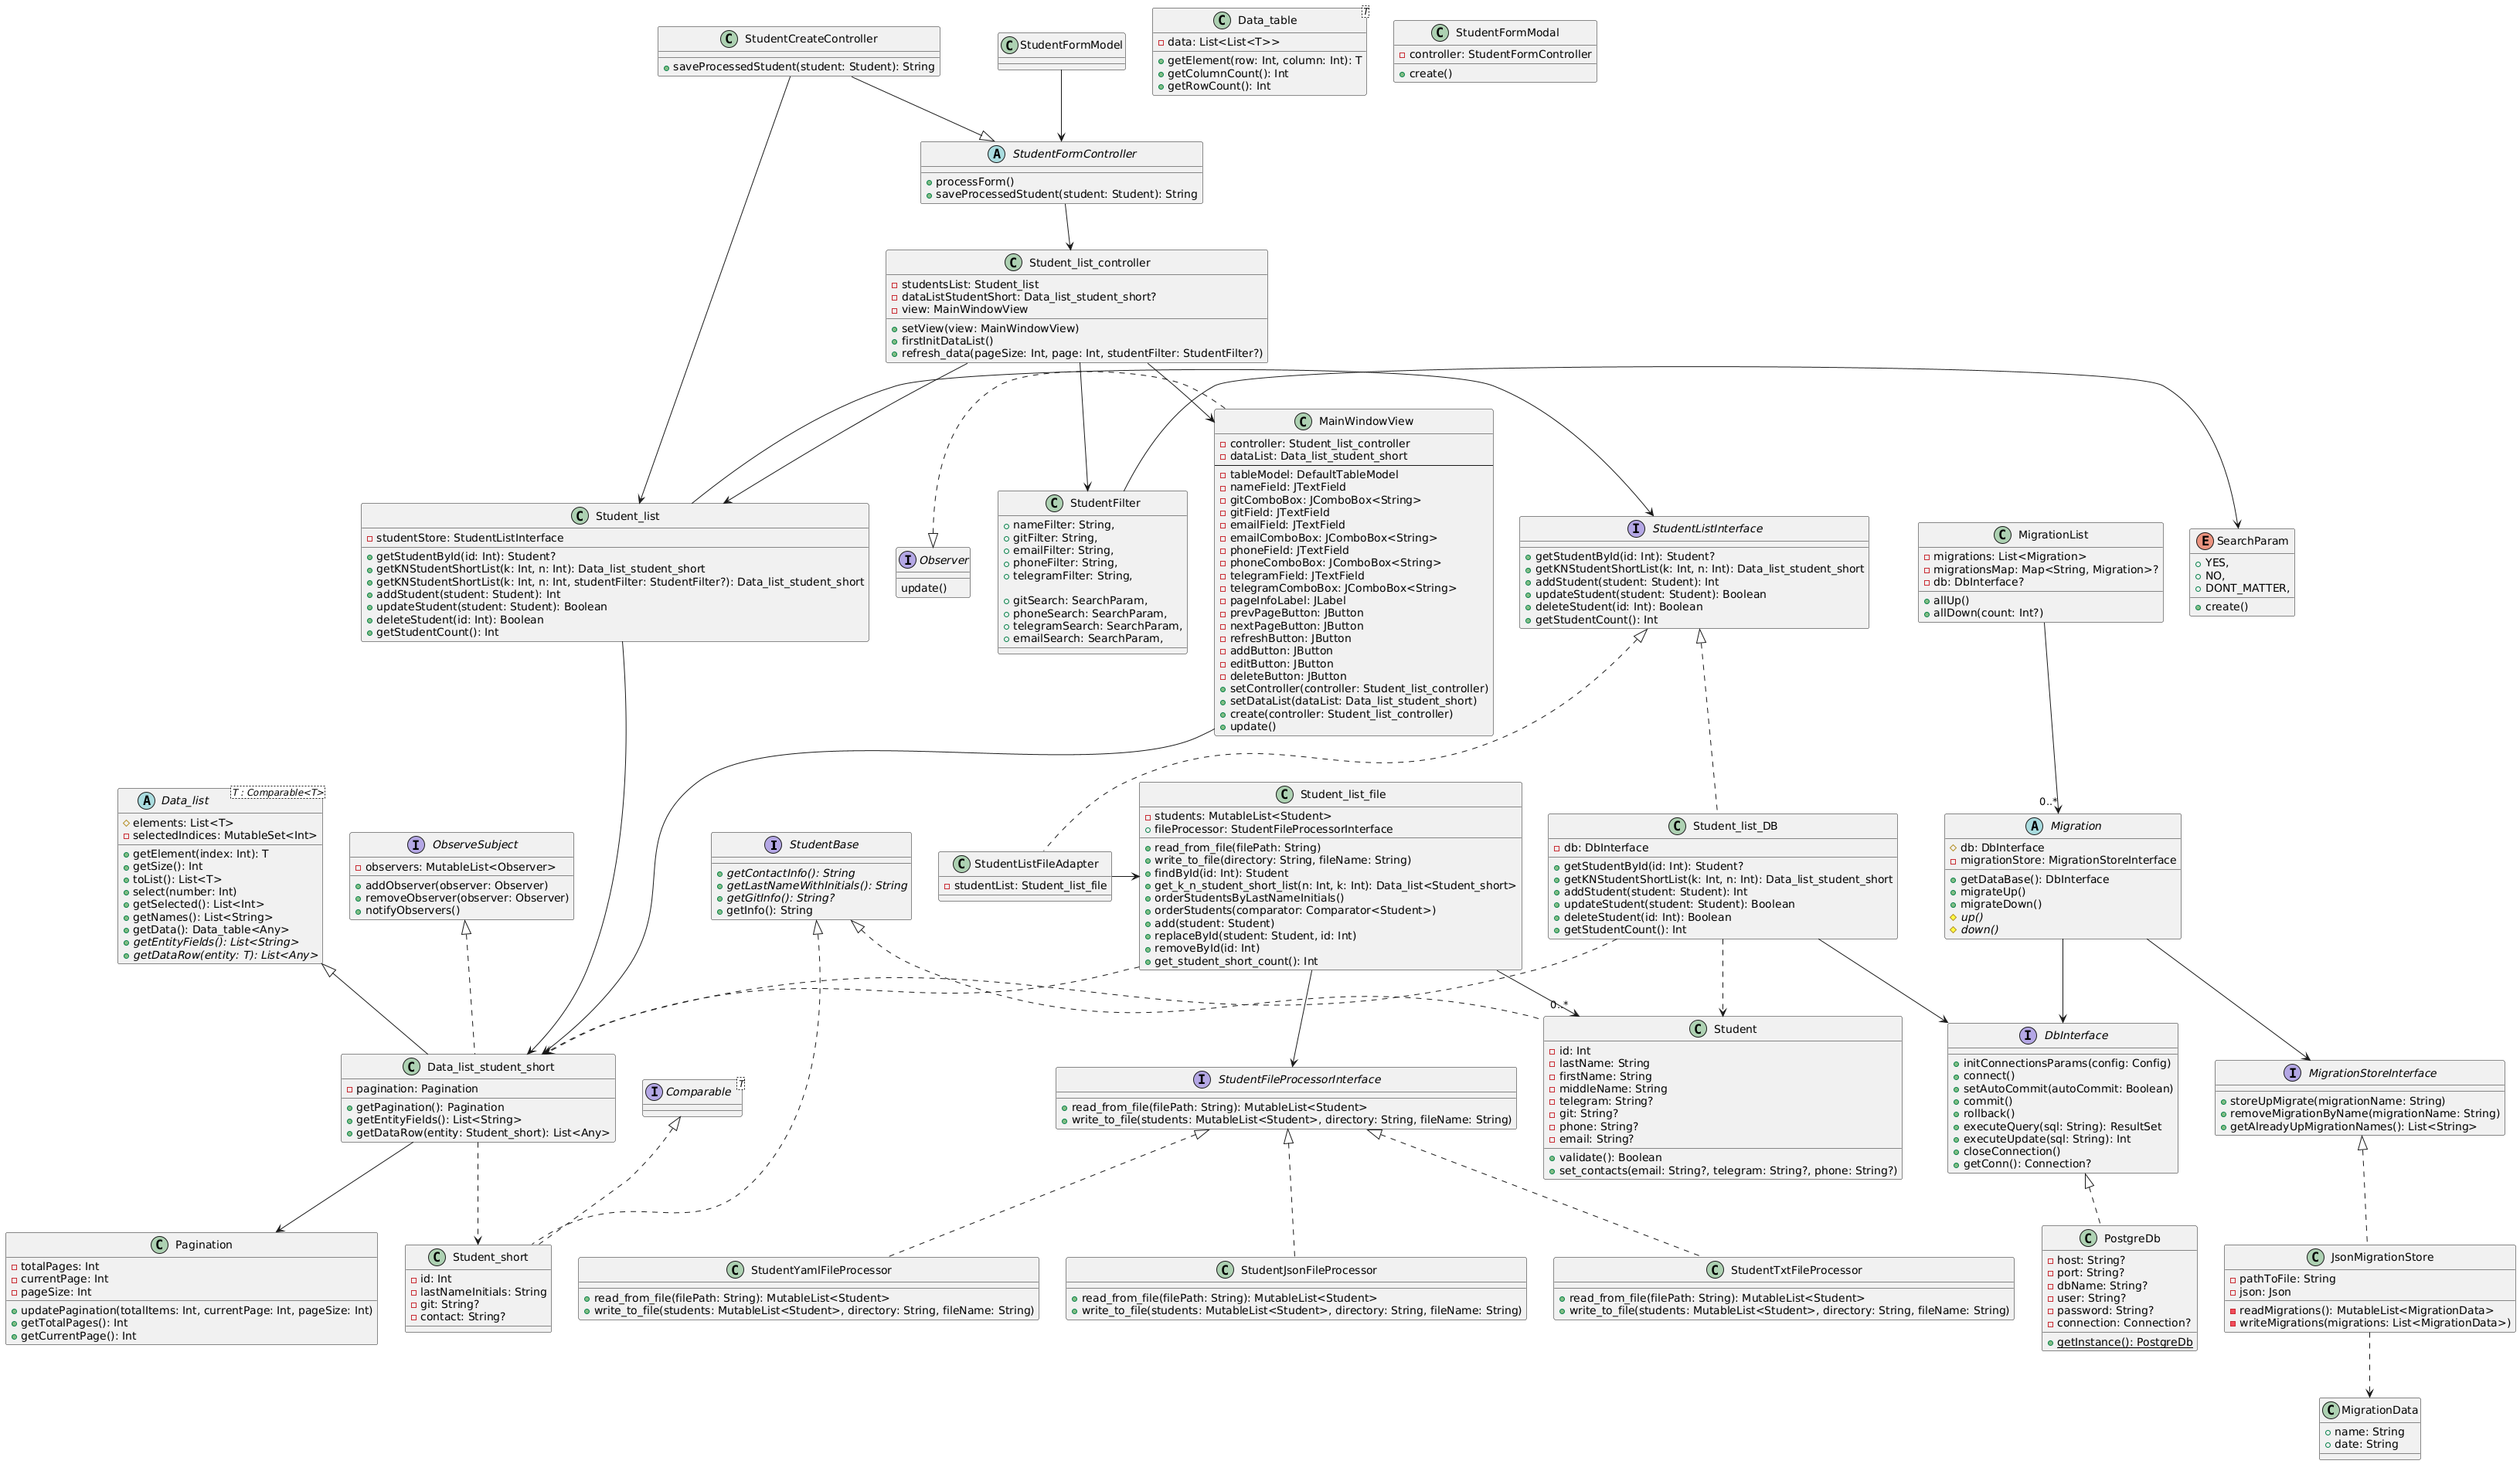 StudentCreateController
saveProcessedStudent(student: Student): String
StudentFormModel
Data_table
T
data: List<List<T>>
getElement(row: Int, column: Int): T
getColumnCount(): Int
getRowCount(): Int
StudentFormModal
controller: StudentFormController
create()
StudentFormController
processForm()
saveProcessedStudent(student: Student): String
Student_list_controller
studentsList: Student_list
dataListStudentShort: Data_list_student_short?
view: MainWindowView
setView(view: MainWindowView)
firstInitDataList()
refresh_data(pageSize: Int, page: Int, studentFilter: StudentFilter?)
Student_list
studentStore: StudentListInterface
getStudentById(id: Int): Student?
getKNStudentShortList(k: Int, n: Int): Data_list_student_short
getKNStudentShortList(k: Int, n: Int, studentFilter: StudentFilter?): Data_list_student_short
addStudent(student: Student): Int
updateStudent(student: Student): Boolean
deleteStudent(id: Int): Boolean
getStudentCount(): Int
Observer
update()
StudentFilter
nameFilter: String,
gitFilter: String,
emailFilter: String,
phoneFilter: String,
telegramFilter: String,
gitSearch: SearchParam,
phoneSearch: SearchParam,
telegramSearch: SearchParam,
emailSearch: SearchParam,
MainWindowView
controller: Student_list_controller
dataList: Data_list_student_short
tableModel: DefaultTableModel
nameField: JTextField
gitComboBox: JComboBox<String>
gitField: JTextField
emailField: JTextField
emailComboBox: JComboBox<String>
phoneField: JTextField
phoneComboBox: JComboBox<String>
telegramField: JTextField
telegramComboBox: JComboBox<String>
pageInfoLabel: JLabel
prevPageButton: JButton
nextPageButton: JButton
refreshButton: JButton
addButton: JButton
editButton: JButton
deleteButton: JButton
setController(controller: Student_list_controller)
setDataList(dataList: Data_list_student_short)
create(controller: Student_list_controller)
update()
StudentListInterface
getStudentById(id: Int): Student?
getKNStudentShortList(k: Int, n: Int): Data_list_student_short
addStudent(student: Student): Int
updateStudent(student: Student): Boolean
deleteStudent(id: Int): Boolean
getStudentCount(): Int
MigrationList
migrations: List<Migration>
migrationsMap: Map<String, Migration>?
db: DbInterface?
allUp()
allDown(count: Int?)
SearchParam
YES,
NO,
DONT_MATTER,
create()
Data_list
T : Comparable<T>
elements: List<T>
selectedIndices: MutableSet<Int>
getElement(index: Int): T
getSize(): Int
toList(): List<T>
select(number: Int)
getSelected(): List<Int>
getNames(): List<String>
getData(): Data_table<Any>
getEntityFields(): List<String>
getDataRow(entity: T): List<Any>
ObserveSubject
observers: MutableList<Observer>
addObserver(observer: Observer)
removeObserver(observer: Observer)
notifyObservers()
StudentBase
getContactInfo(): String
getLastNameWithInitials(): String
getGitInfo(): String?
getInfo(): String
StudentListFileAdapter
studentList: Student_list_file
Student_list_file
students: MutableList<Student>
fileProcessor: StudentFileProcessorInterface
read_from_file(filePath: String)
write_to_file(directory: String, fileName: String)
findById(id: Int): Student
get_k_n_student_short_list(n: Int, k: Int): Data_list<Student_short>
orderStudentsByLastNameInitials()
orderStudents(comparator: Comparator<Student>)
add(student: Student)
replaceById(student: Student, id: Int)
removeById(id: Int)
get_student_short_count(): Int
Student_list_DB
db: DbInterface
getStudentById(id: Int): Student?
getKNStudentShortList(k: Int, n: Int): Data_list_student_short
addStudent(student: Student): Int
updateStudent(student: Student): Boolean
deleteStudent(id: Int): Boolean
getStudentCount(): Int
0..*
Migration
db: DbInterface
migrationStore: MigrationStoreInterface
getDataBase(): DbInterface
migrateUp()
migrateDown()
up()
down()
Data_list_student_short
pagination: Pagination
getPagination(): Pagination
getEntityFields(): List<String>
getDataRow(entity: Student_short): List<Any>
Comparable
T
StudentFileProcessorInterface
read_from_file(filePath: String): MutableList<Student>
write_to_file(students: MutableList<Student>, directory: String, fileName: String)
0..*
Student
id: Int
lastName: String
firstName: String
middleName: String
telegram: String?
git: String?
phone: String?
email: String?
validate(): Boolean
set_contacts(email: String?, telegram: String?, phone: String?)
DbInterface
initConnectionsParams(config: Config)
connect()
setAutoCommit(autoCommit: Boolean)
commit()
rollback()
executeQuery(sql: String): ResultSet
executeUpdate(sql: String): Int
closeConnection()
getConn(): Connection?
MigrationStoreInterface
storeUpMigrate(migrationName: String)
removeMigrationByName(migrationName: String)
getAlreadyUpMigrationNames(): List<String>
Pagination
totalPages: Int
currentPage: Int
pageSize: Int
updatePagination(totalItems: Int, currentPage: Int, pageSize: Int)
getTotalPages(): Int
getCurrentPage(): Int
Student_short
id: Int
lastNameInitials: String
git: String?
contact: String?
StudentYamlFileProcessor
read_from_file(filePath: String): MutableList<Student>
write_to_file(students: MutableList<Student>, directory: String, fileName: String)
StudentJsonFileProcessor
read_from_file(filePath: String): MutableList<Student>
write_to_file(students: MutableList<Student>, directory: String, fileName: String)
StudentTxtFileProcessor
read_from_file(filePath: String): MutableList<Student>
write_to_file(students: MutableList<Student>, directory: String, fileName: String)
PostgreDb
host: String?
port: String?
dbName: String?
user: String?
password: String?
connection: Connection?
getInstance(): PostgreDb
JsonMigrationStore
pathToFile: String
json: Json
readMigrations(): MutableList<MigrationData>
writeMigrations(migrations: List<MigrationData>)
MigrationData
name: String
date: String